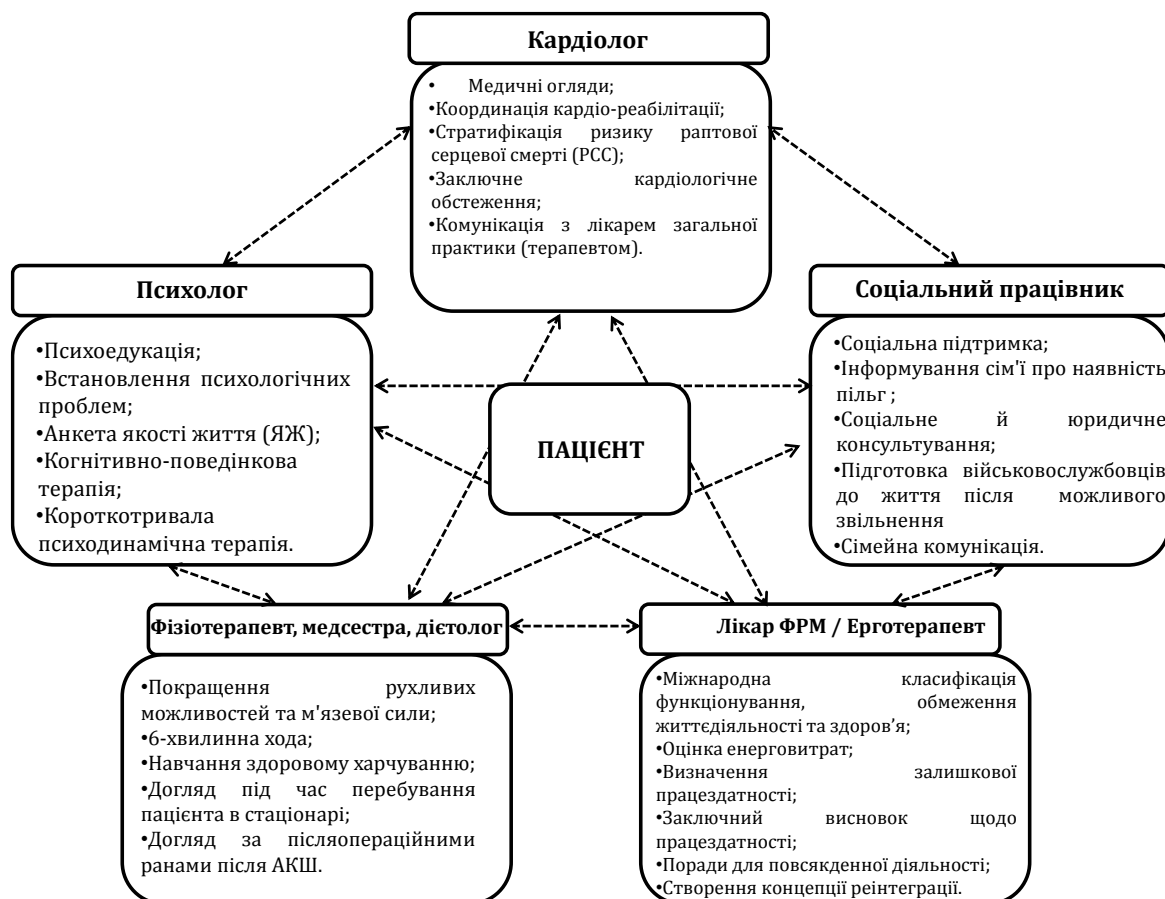 Кардіолог
• Медичні огляди;
•Координація кардіо-реабілітації;
•Стратифікація ризику раптової
серцевої смерті (РСС);
•Заключне кардіологічне
обстеження;
•Комунікація з лікарем загальної
практики (терапевтом).
Психолог
•Психоедукація;
•Встановлення психологічних
проблем;
•Анкета якості життя (ЯЖ);
•Когнітивно-поведінкова
терапія;
•Короткотривала
психодинамічна терапія.
ПАЦІЄНТ
Соціальний працівник
•Соціальна підтримка;
•Інформування сім'ї про наявність
пільг ;
•Соціальне й юридичне
консультування;
•Підготовка військовослужбовців
до життя після можливого
звільнення
•Сімейна комунікація.
Фізіотерапевт, медсестра, дієтолог
•Покращення рухливих
можливостей та м'язевої сили;
•6-хвилинна хода;
•Навчання здоровому харчуванню;
•Догляд під час перебування
пацієнта в стаціонарі;
•Догляд за післяопераційними
ранами після АКШ.
Лікар ФРМ / Ерготерапевт
•Міжнародна класифікація
функціонування, обмеження
життєдіяльності та здоров’я;
•Оцінка енерговитрат;
•Визначення залишкової
працездатності;
•Заключний висновок щодо
працездатності;
•Поради для повсякденної діяльності;
•Створення концепції реінтеграції.